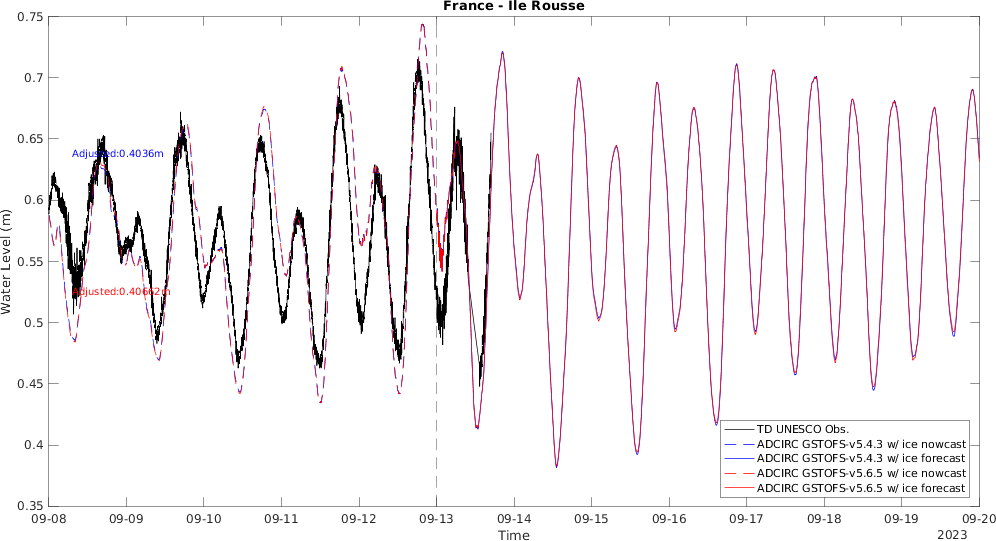 France - Ile Rousse
0.75
0.7
0.65
0.6
0.55
0.5
0.45
0.4
0.35
Water Level (m)
Adjusted:0.4036m
Adjusted:0.40662m
TD UNESCO Obs.
ADCIRC GSTOFS-v5.4.3 w/ ice nowcast
ADCIRC GSTOFS-v5.4.3 w/ ice forecast
ADCIRC GSTOFS-v5.6.5 w/ ice nowcast
ADCIRC GSTOFS-v5.6.5 w/ ice forecast
09-08 09-09 09-10 09-11 09-12 09-13 09-14 09-15 09-16 09-17 09-18 09-19 09-20
Time
2023